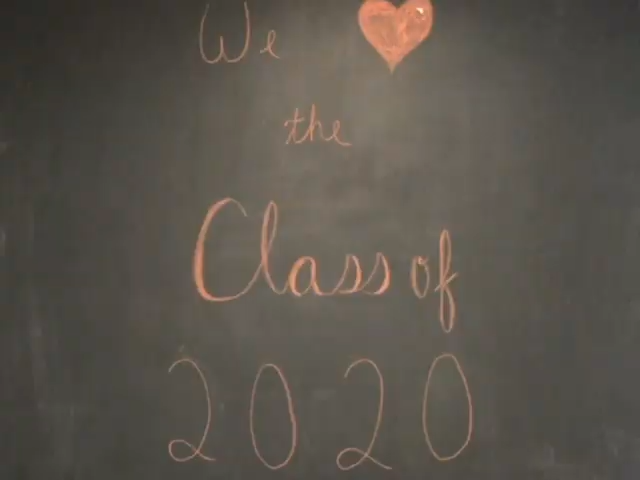 We ❤
the
Class of
2020